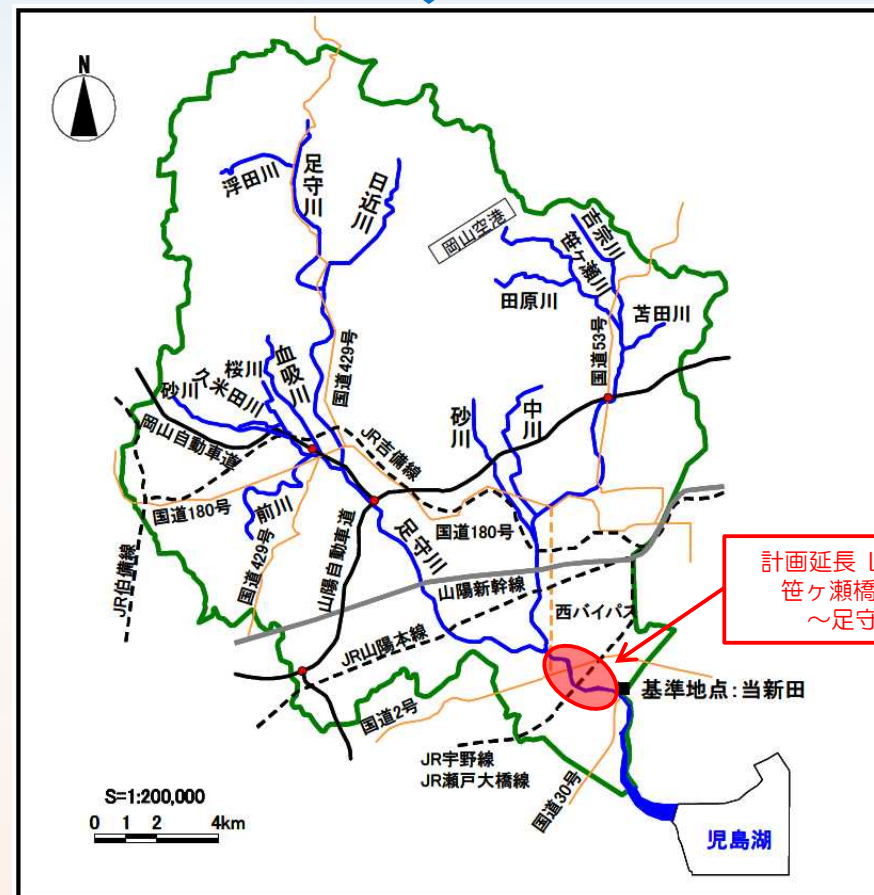 N
足守川
浮田川
日近川
岡山空港
吉宗川
笹ヶ瀬川
田原川
苫田川
国道53号
国道429号
血吸川
桜川
久米田川
砂川
岡山自動車道
JR吉備線
砂川
中川
国道180号
前川
国道429号
JR伯備線
山陽自動車道
足守川
国道180号
山陽新幹線
JR山陽本線
西バイパス
計画延長
笹ヶ瀬橋
～足守
基準地点:当新田
国道2号
JR宇野線
JR瀬戸大橋線
国道30号
S=1:200,000
0 1 2 4km
児島湖